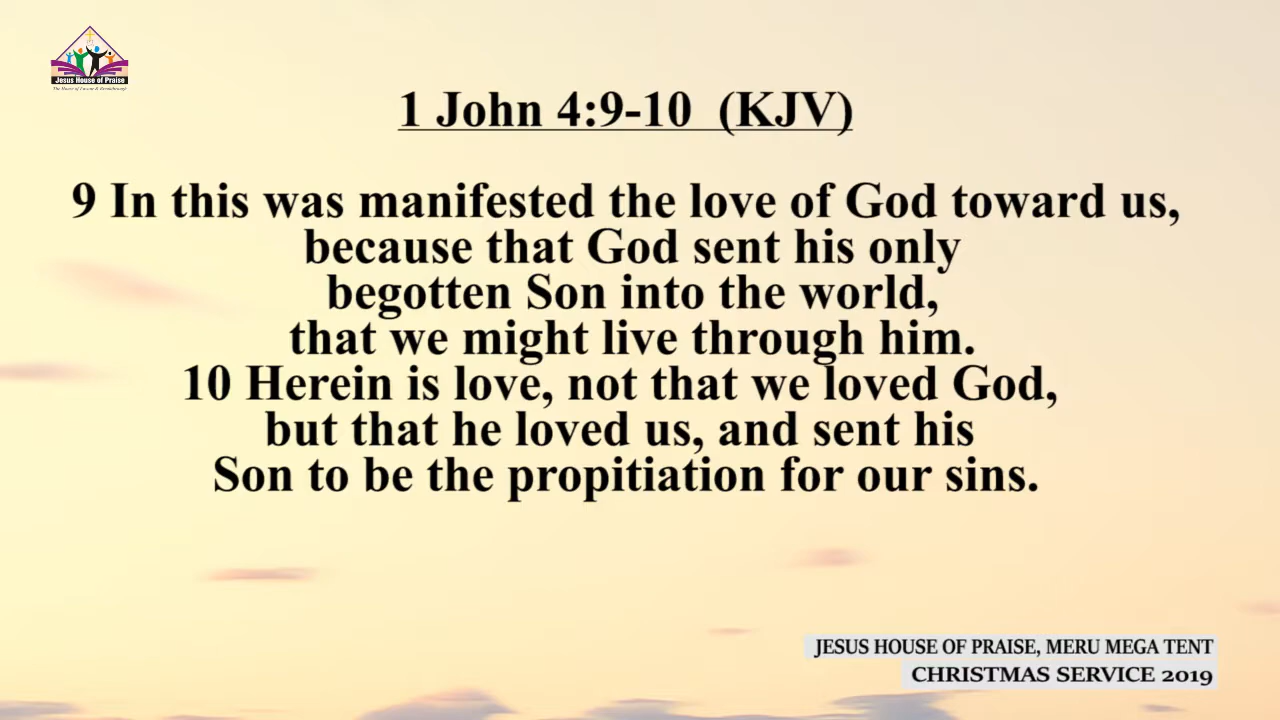 Jesus House of Praise
1 John 4:9-10 (KJV)
9 In this was manifested the love of God toward us,
because that God sent his only
begotten Son into the world,
that we might live through him.
10 Herein is love, not that we loved God,
but that he loved us, and sent his
Son to be the propitiation for our sins.
JESUS HOUSE OF PRAISE, MERU MEGA TENT
CHRISTMAS SERVICE 2019